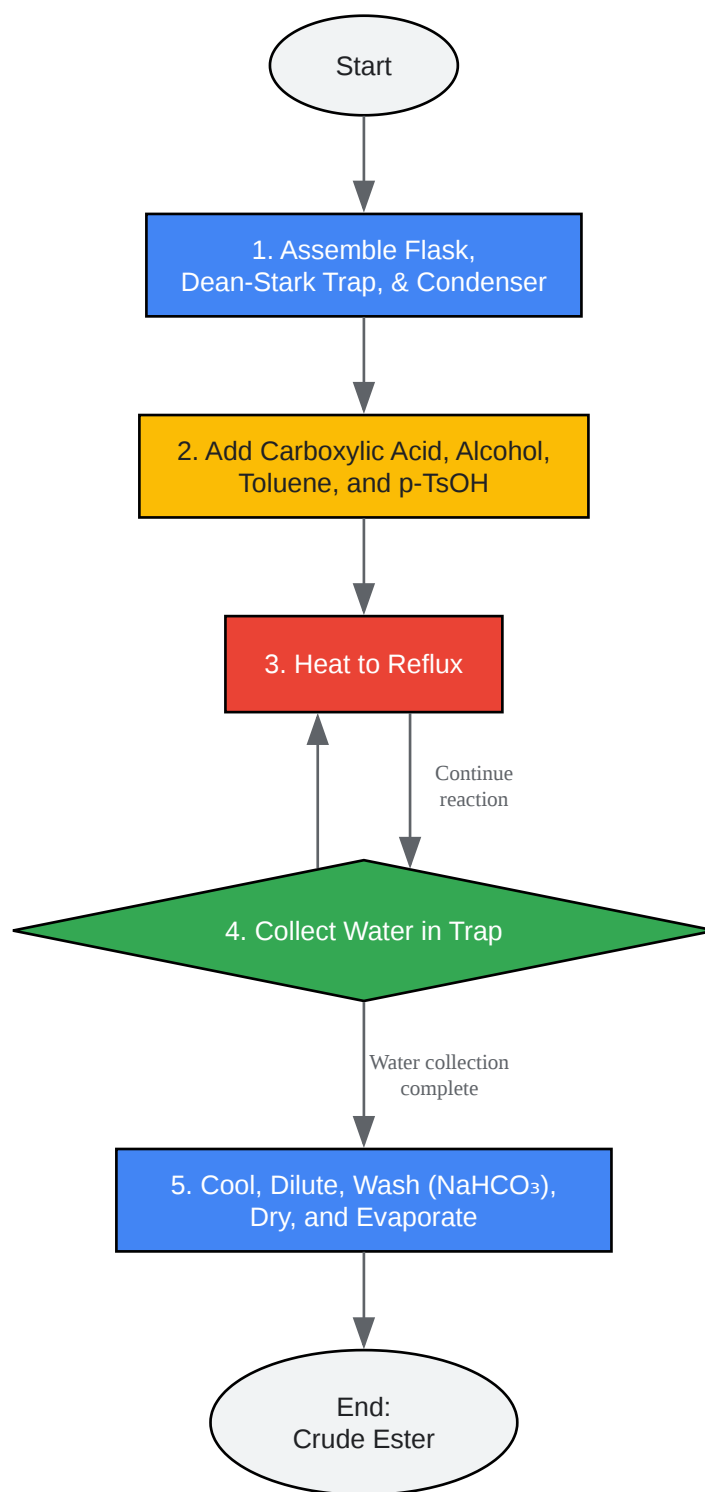 Start
1. Assemble Flask,
Dean-Stark Trap, & Condenser
2. Add Carboxylic Acid, Alcohol,
Toluene, and p-TsOH
3. Heat to Reflux
Continue
reaction
4. Collect Water in Trap
Water collection
complete
5. Cool, Dilute, Wash (NaHCO₃),
Dry, and Evaporate
End:
Crude Ester